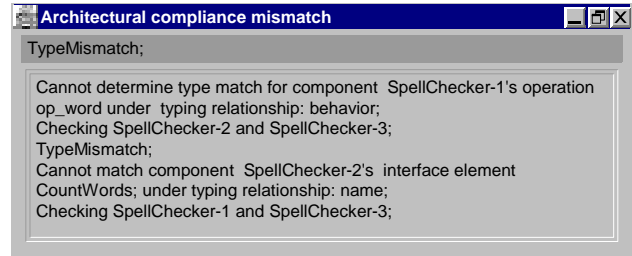 Architectural compliance mismatch
TypeMismatch;
Cannot determine type match for component SpellChecker-1's operation
op_word under typing relationship: behavior;
Checking SpellChecker-2 and SpellChecker-3;
TypeMismatch;
Cannot match component SpellChecker-2's interface element
CountWords; under typing relationship: name;
Checking SpellChecker-1 and SpellChecker-3;